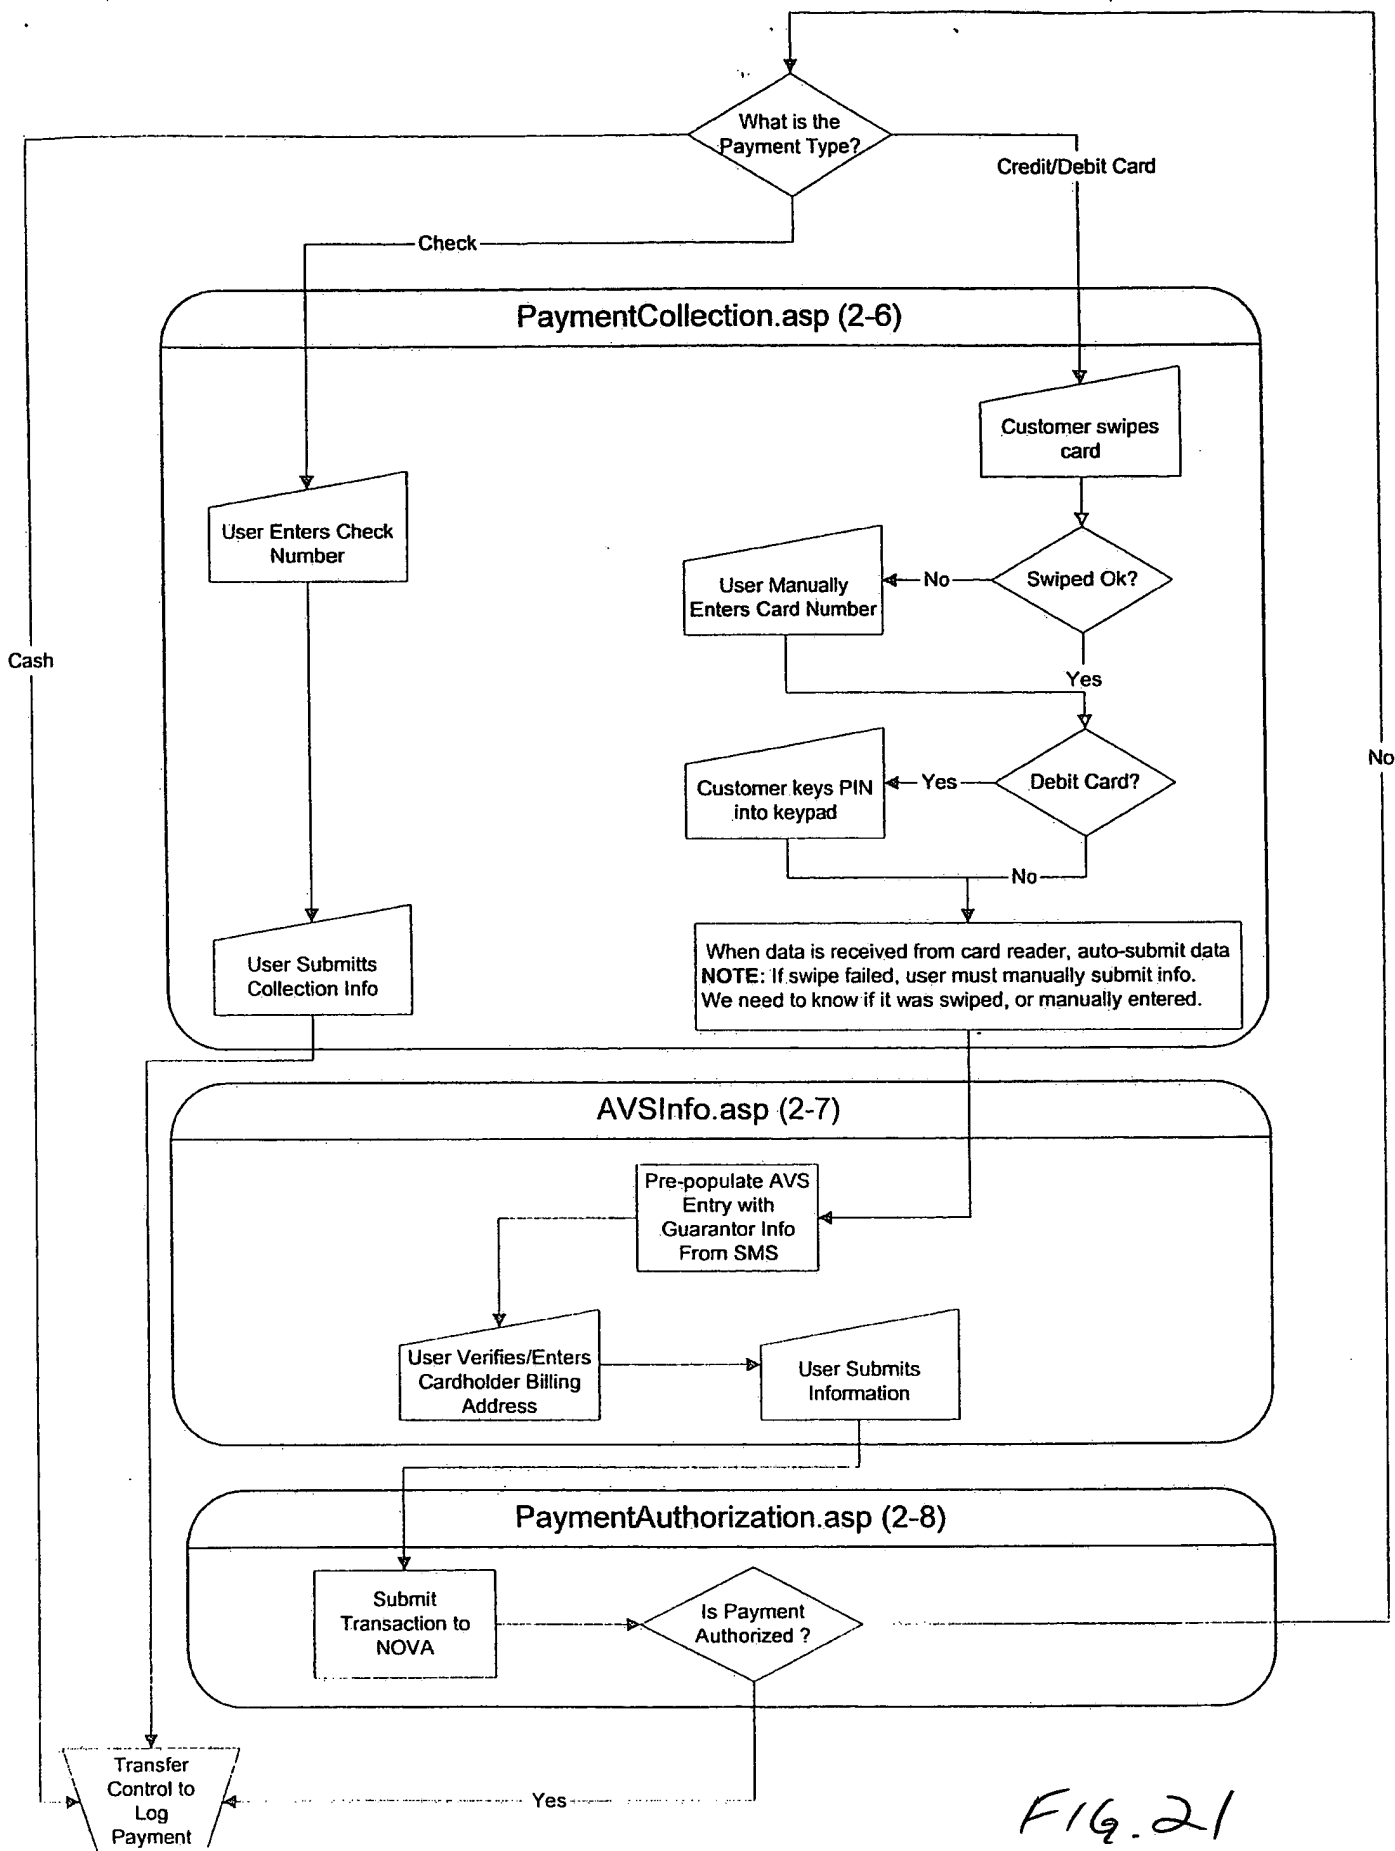 What is the
Payment Type?
Credit/Debit Card
Check
PaymentCollection.asp (2-6)
Customer swipes
card
User Enters Check
Number
User Manually
Enters Card Number
No
Swiped Ok?
Cash
Yes
Customer keys PIN
into keypad
Yes
Debit Card?
No
No
User Submitts
Collection Info
When data is received from card reader, auto-submit data
NOTE: If swipe failed, user must manually submit info.
We need to know if it was swiped, or manually entered.
AVSInfo.asp (2-7)
Pre-populate AVS
Entry with
Guarantor Info
From SMS
User Verifies/Enters
Cardholder Billing
Address
User Submits
Information
PaymentAuthorization.asp (2-8)
Submit
Transaction to
NOVA
Is Payment
Authorized ?
Transfer
Control to
Log
Payment
Yes
FIG. 21